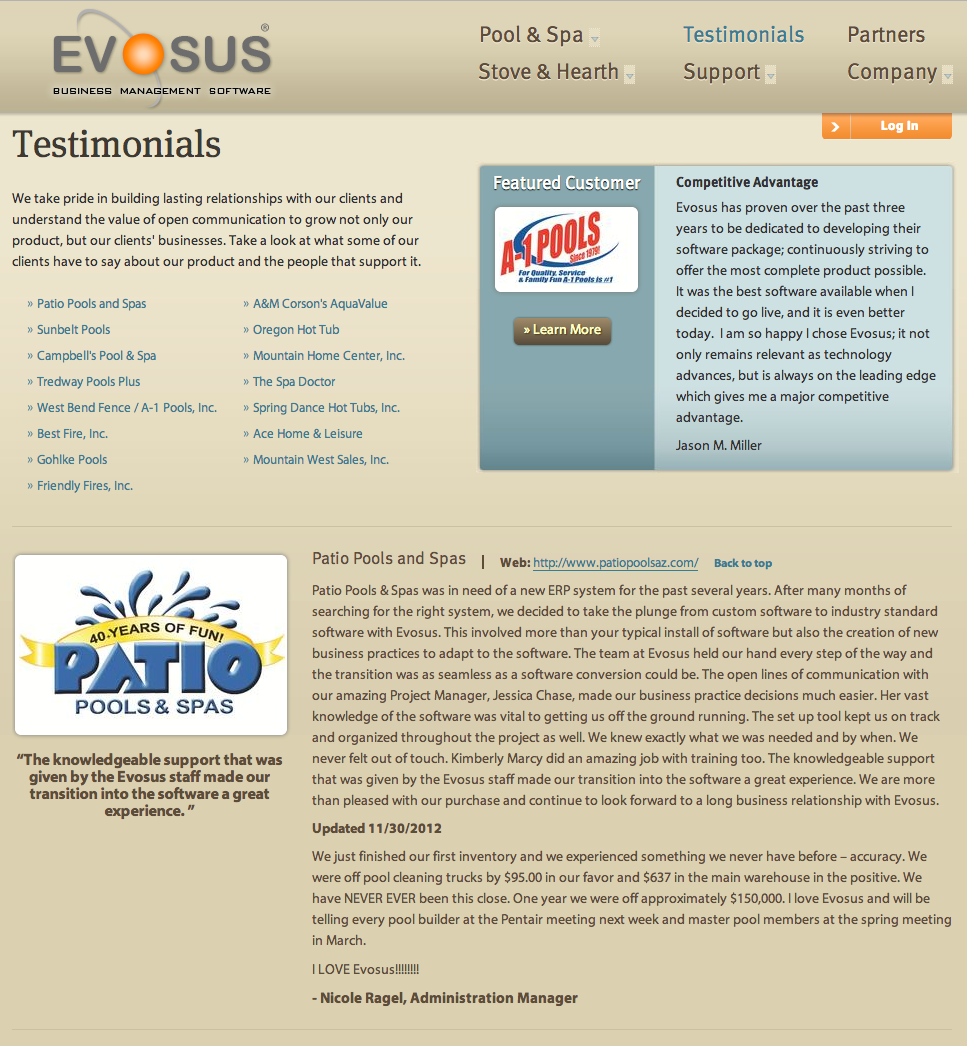 EVOSUS®
BUSINESS MANAGEMENT SOFTWARE
Pool & Spa
Testimonials
Partners
Stove & Hearth
Support
Company
Log In
Testimonials
We take pride in building lasting relationships with our clients and
understand the value of open communication to grow not only our
product, but our clients' businesses. Take a look at what some of our
clients have to say about our product and the people that support it.
» Patio Pools and Spas
» Sunbelt Pools
» Campbell's Pool & Spa
» Tredway Pools Plus
» West Bend Fence / A-1 Pools, Inc.
» Best Fire, Inc.
» Gohlke Pools
» Friendly Fires, Inc.
» A&M Corson's AquaValue
» Oregon Hot Tub
» Mountain Home Center, Inc.
» The Spa Doctor
» Spring Dance Hot Tubs, Inc.
» Ace Home & Leisure
» Mountain West Sales, Inc.
Featured Customer
A-1 POOLS
Since 1979!
For Quality, Service
& Family Fun A-1 Pools is #1
» Learn More
Competitive Advantage
Evosus has proven over the past three
years to be dedicated to developing their
software package; continuously striving to
offer the most complete product possible.
It was the best software available when I
decided to go live, and it is even better
today. I am so happy I chose Evosus; it not
only remains relevant as technology
advances, but is always on the leading edge
which gives me a major competitive
advantage.
Jason M. Miller
40-YEARS OF FUN!
PATIO
POOLS & SPAS
“The knowledgeable support that was
given by the Evosus staff made our
transition into the software a great
experience. ”
Patio Pools and Spas | Web: http://www.patiopoolsaz.com/ Back to top
Patio Pools & Spas was in need of a new ERP system for the past several years. After many months of
searching for the right system, we decided to take the plunge from custom software to industry standard
software with Evosus. This involved more than your typical install of software but also the creation of new
business practices to adapt to the software. The team at Evosus held our hand every step of the way and
the transition was as seamless as a software conversion could be. The open lines of communication with
our amazing Project Manager, Jessica Chase, made our business practice decisions much easier. Her vast
knowledge of the software was vital to getting us off the ground running. The set up tool kept us on track
and organized throughout the project as well. We knew exactly what we was needed and by when. We
never felt out of touch. Kimberly Marcy did an amazing job with training too. The knowledgeable support
that was given by the Evosus staff made our transition into the software a great experience. We are more
than pleased with our purchase and continue to look forward to a long business relationship with Evosus.
Updated 11/30/2012
We just finished our first inventory and we experienced something we never have before – accuracy. We
were off pool cleaning trucks by $95.00 in our favor and $637 in the main warehouse in the positive. We
have NEVER EVER been this close. One year we were off approximately $150,000. I love Evosus and will be
telling every pool builder at the Pentair meeting next week and master pool members at the spring meeting
in March.
I LOVE Evosus!!!!!!!!
- Nicole Ragel, Administration Manager